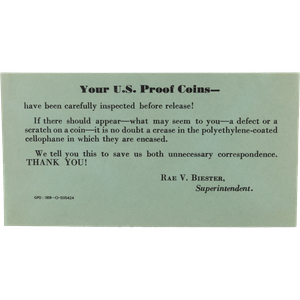 Your U.S. Proof Coins—
have been carefully inspected before release!
If there should appear—what may seem to you—a defect or a
scratch on a coin—it is no doubt a crease in the polyethylene-coated
cellophane in which they are encased.
We tell you this to save us both unnecessary correspondence.
THANK YOU!
RAE V. BIESTER,
Superintendent.